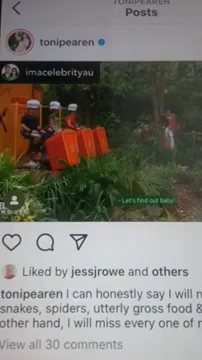 TONIPEAREN
Posts
tonipearen
imacelebrityau
- Let's find out baby!
Liked by jessjrowe and others
tonipearen I can honestly say I will
snakes, spiders, utterly gross food &
other hand, I will miss every one of
View all 30 comments